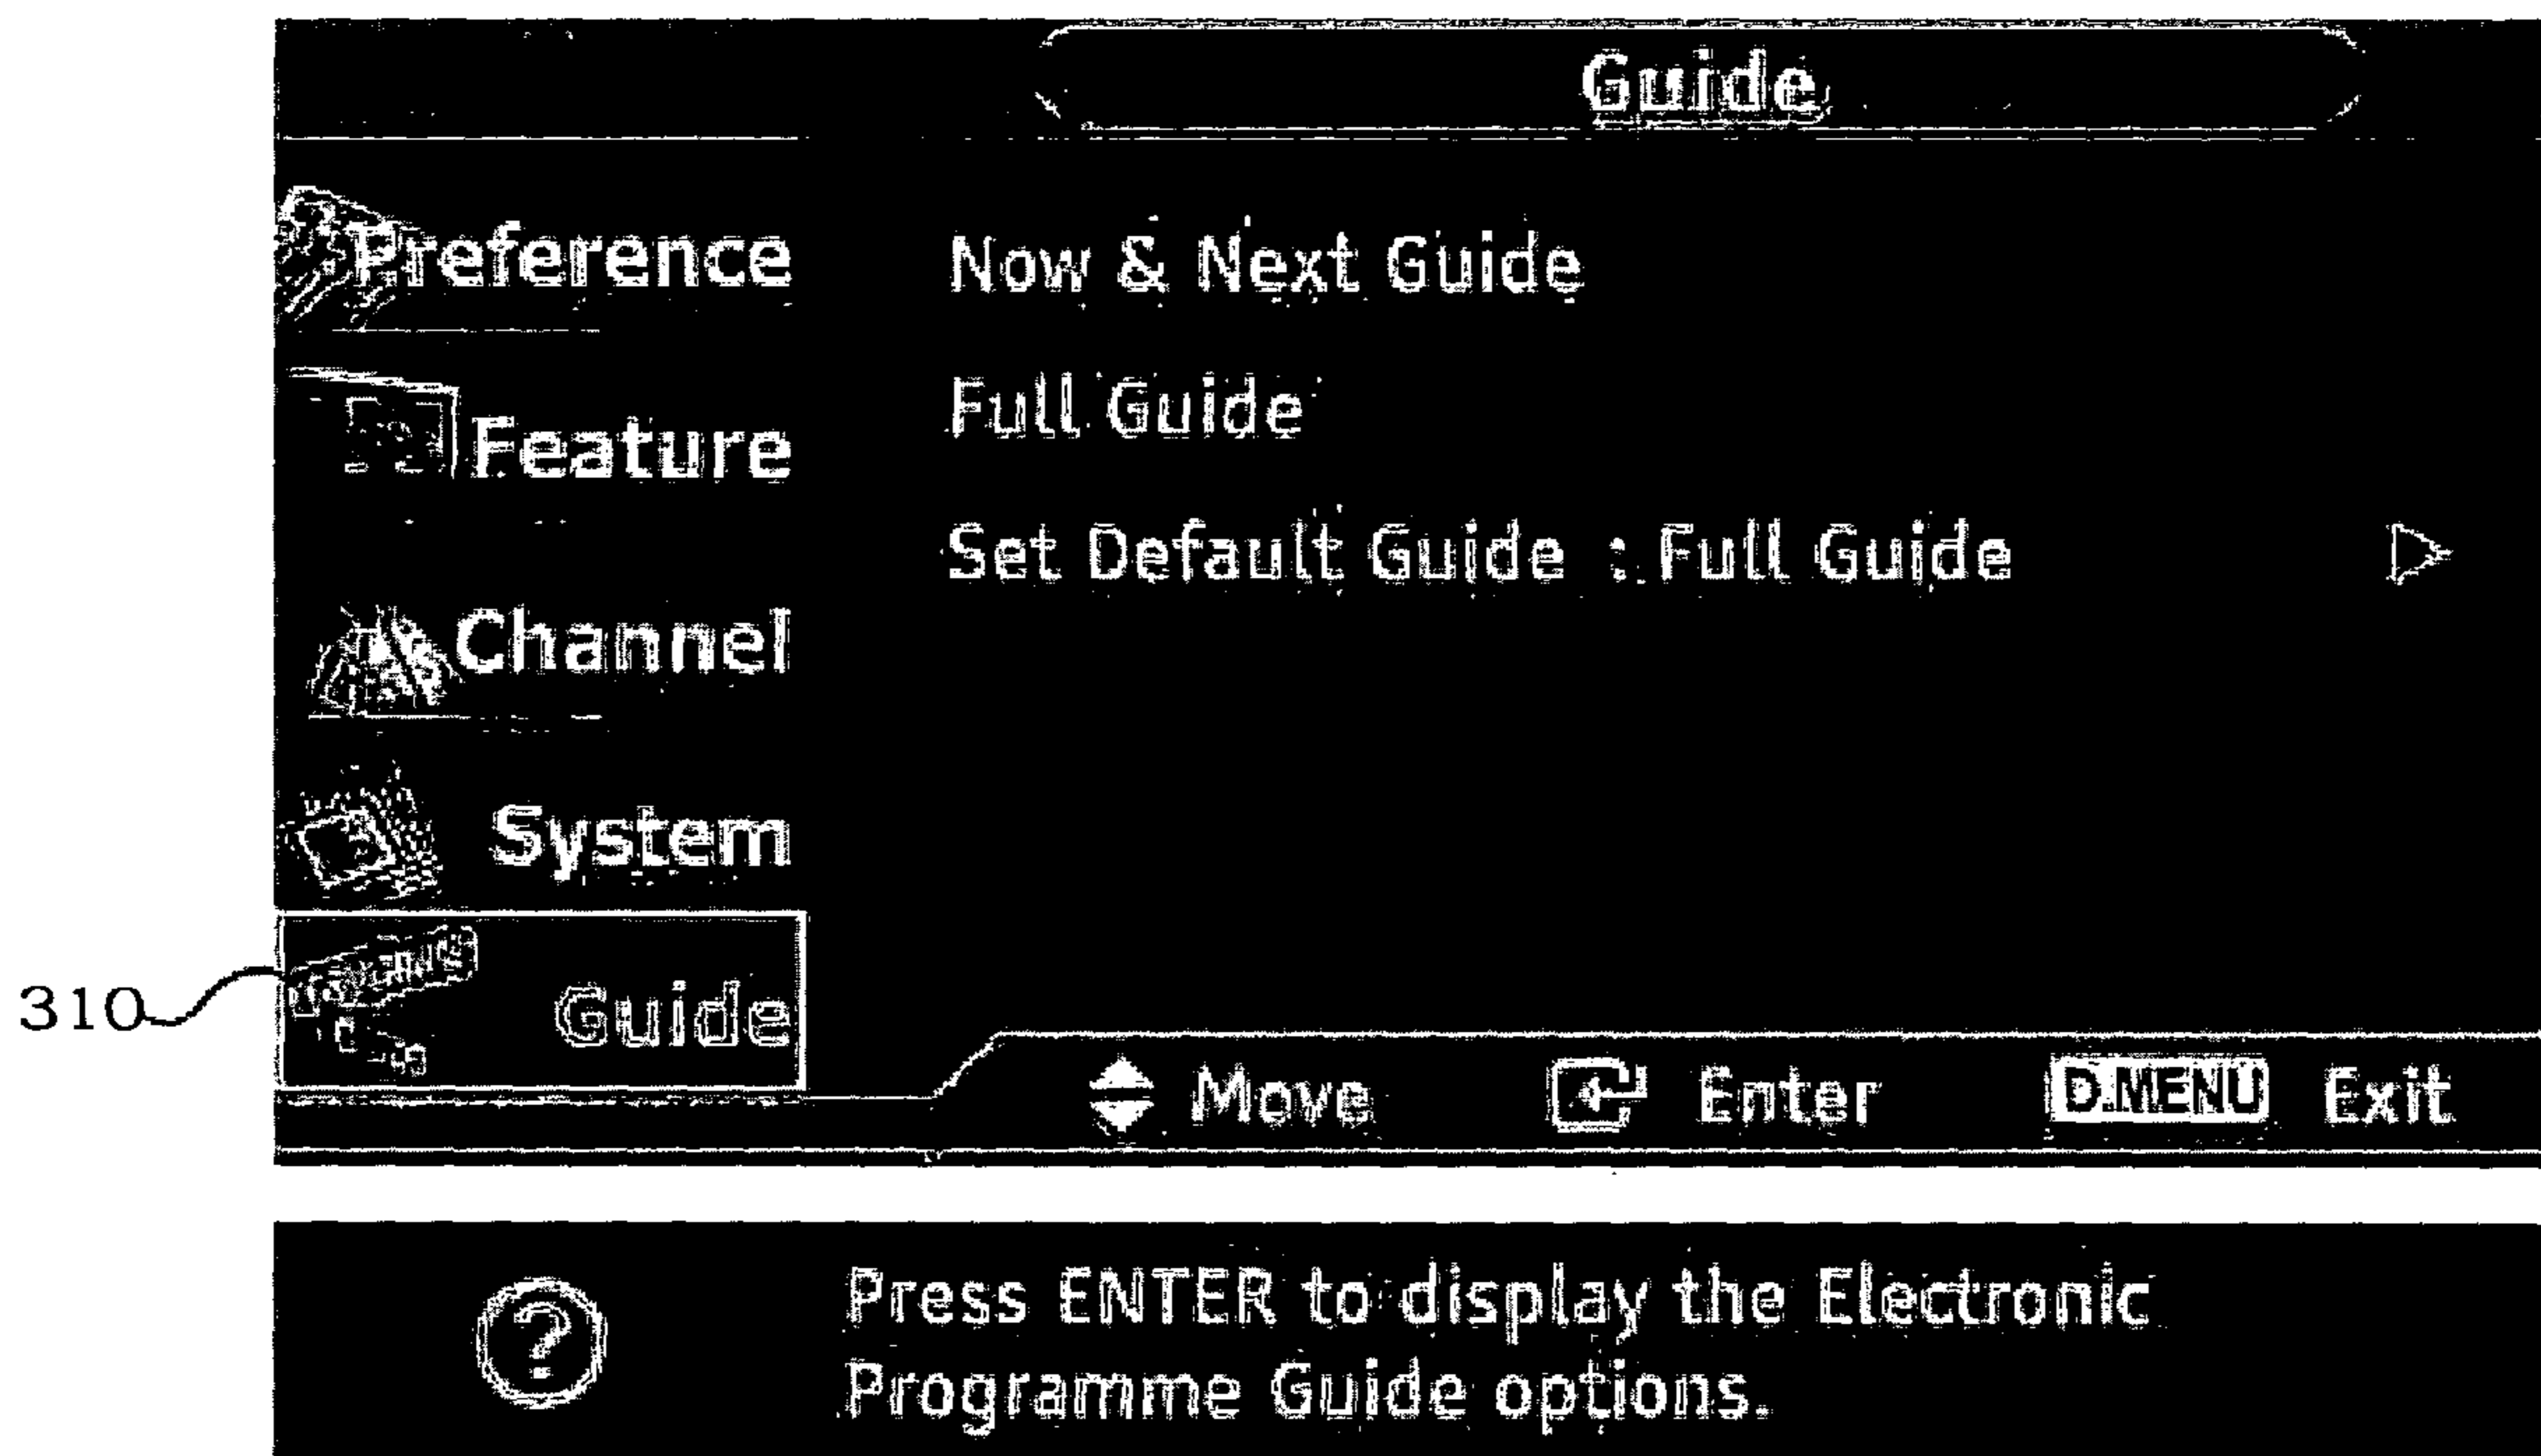 Guide
Preference
Now & Next Guide
Feature
Full Guide
Set Default Guide : Full Guide
Channel
System
310
Guide
Move Enter D.MENU Exit
? Press ENTER to display the Electronic
Programme Guide options.